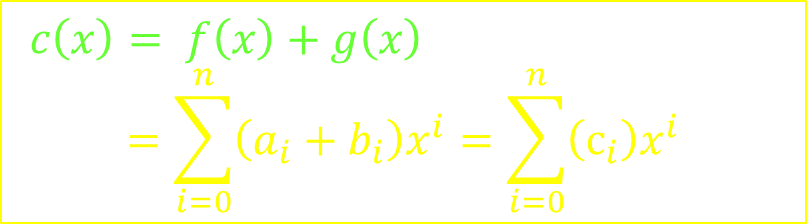 c(x) = f(x) + g(x)
= ∑_{i=0}^{n} (a_i + b_i)x^i = ∑_{i=0}^{n} (c_i)x^i